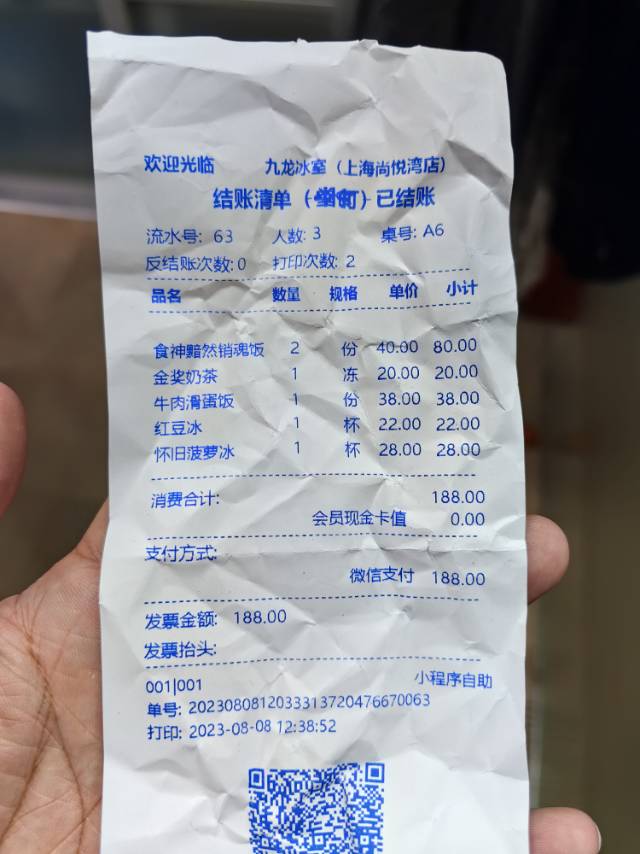 欢迎光临 九龙冰室（上海尚悦湾店）
结账清单（堂食）已结账
流水号: 63 人数: 3 桌号: A6
反结账次数: 0 打印次数: 2
品名 数量 规格 单价 小计
食神黯然销魂饭 2 份 40.00 80.00
金奖奶茶 1 冻 20.00 20.00
牛肉滑蛋饭 1 份 38.00 38.00
红豆冰 1 杯 22.00 22.00
怀旧菠萝冰 1 杯 28.00 28.00
消费合计: 188.00
会员现金卡值 0.00
支付方式:
微信支付 188.00
发票金额: 188.00
发票抬头:
001|001 小程序自助
单号: 2023080812033313720476670063
打印: 2023-08-08 12:38:52